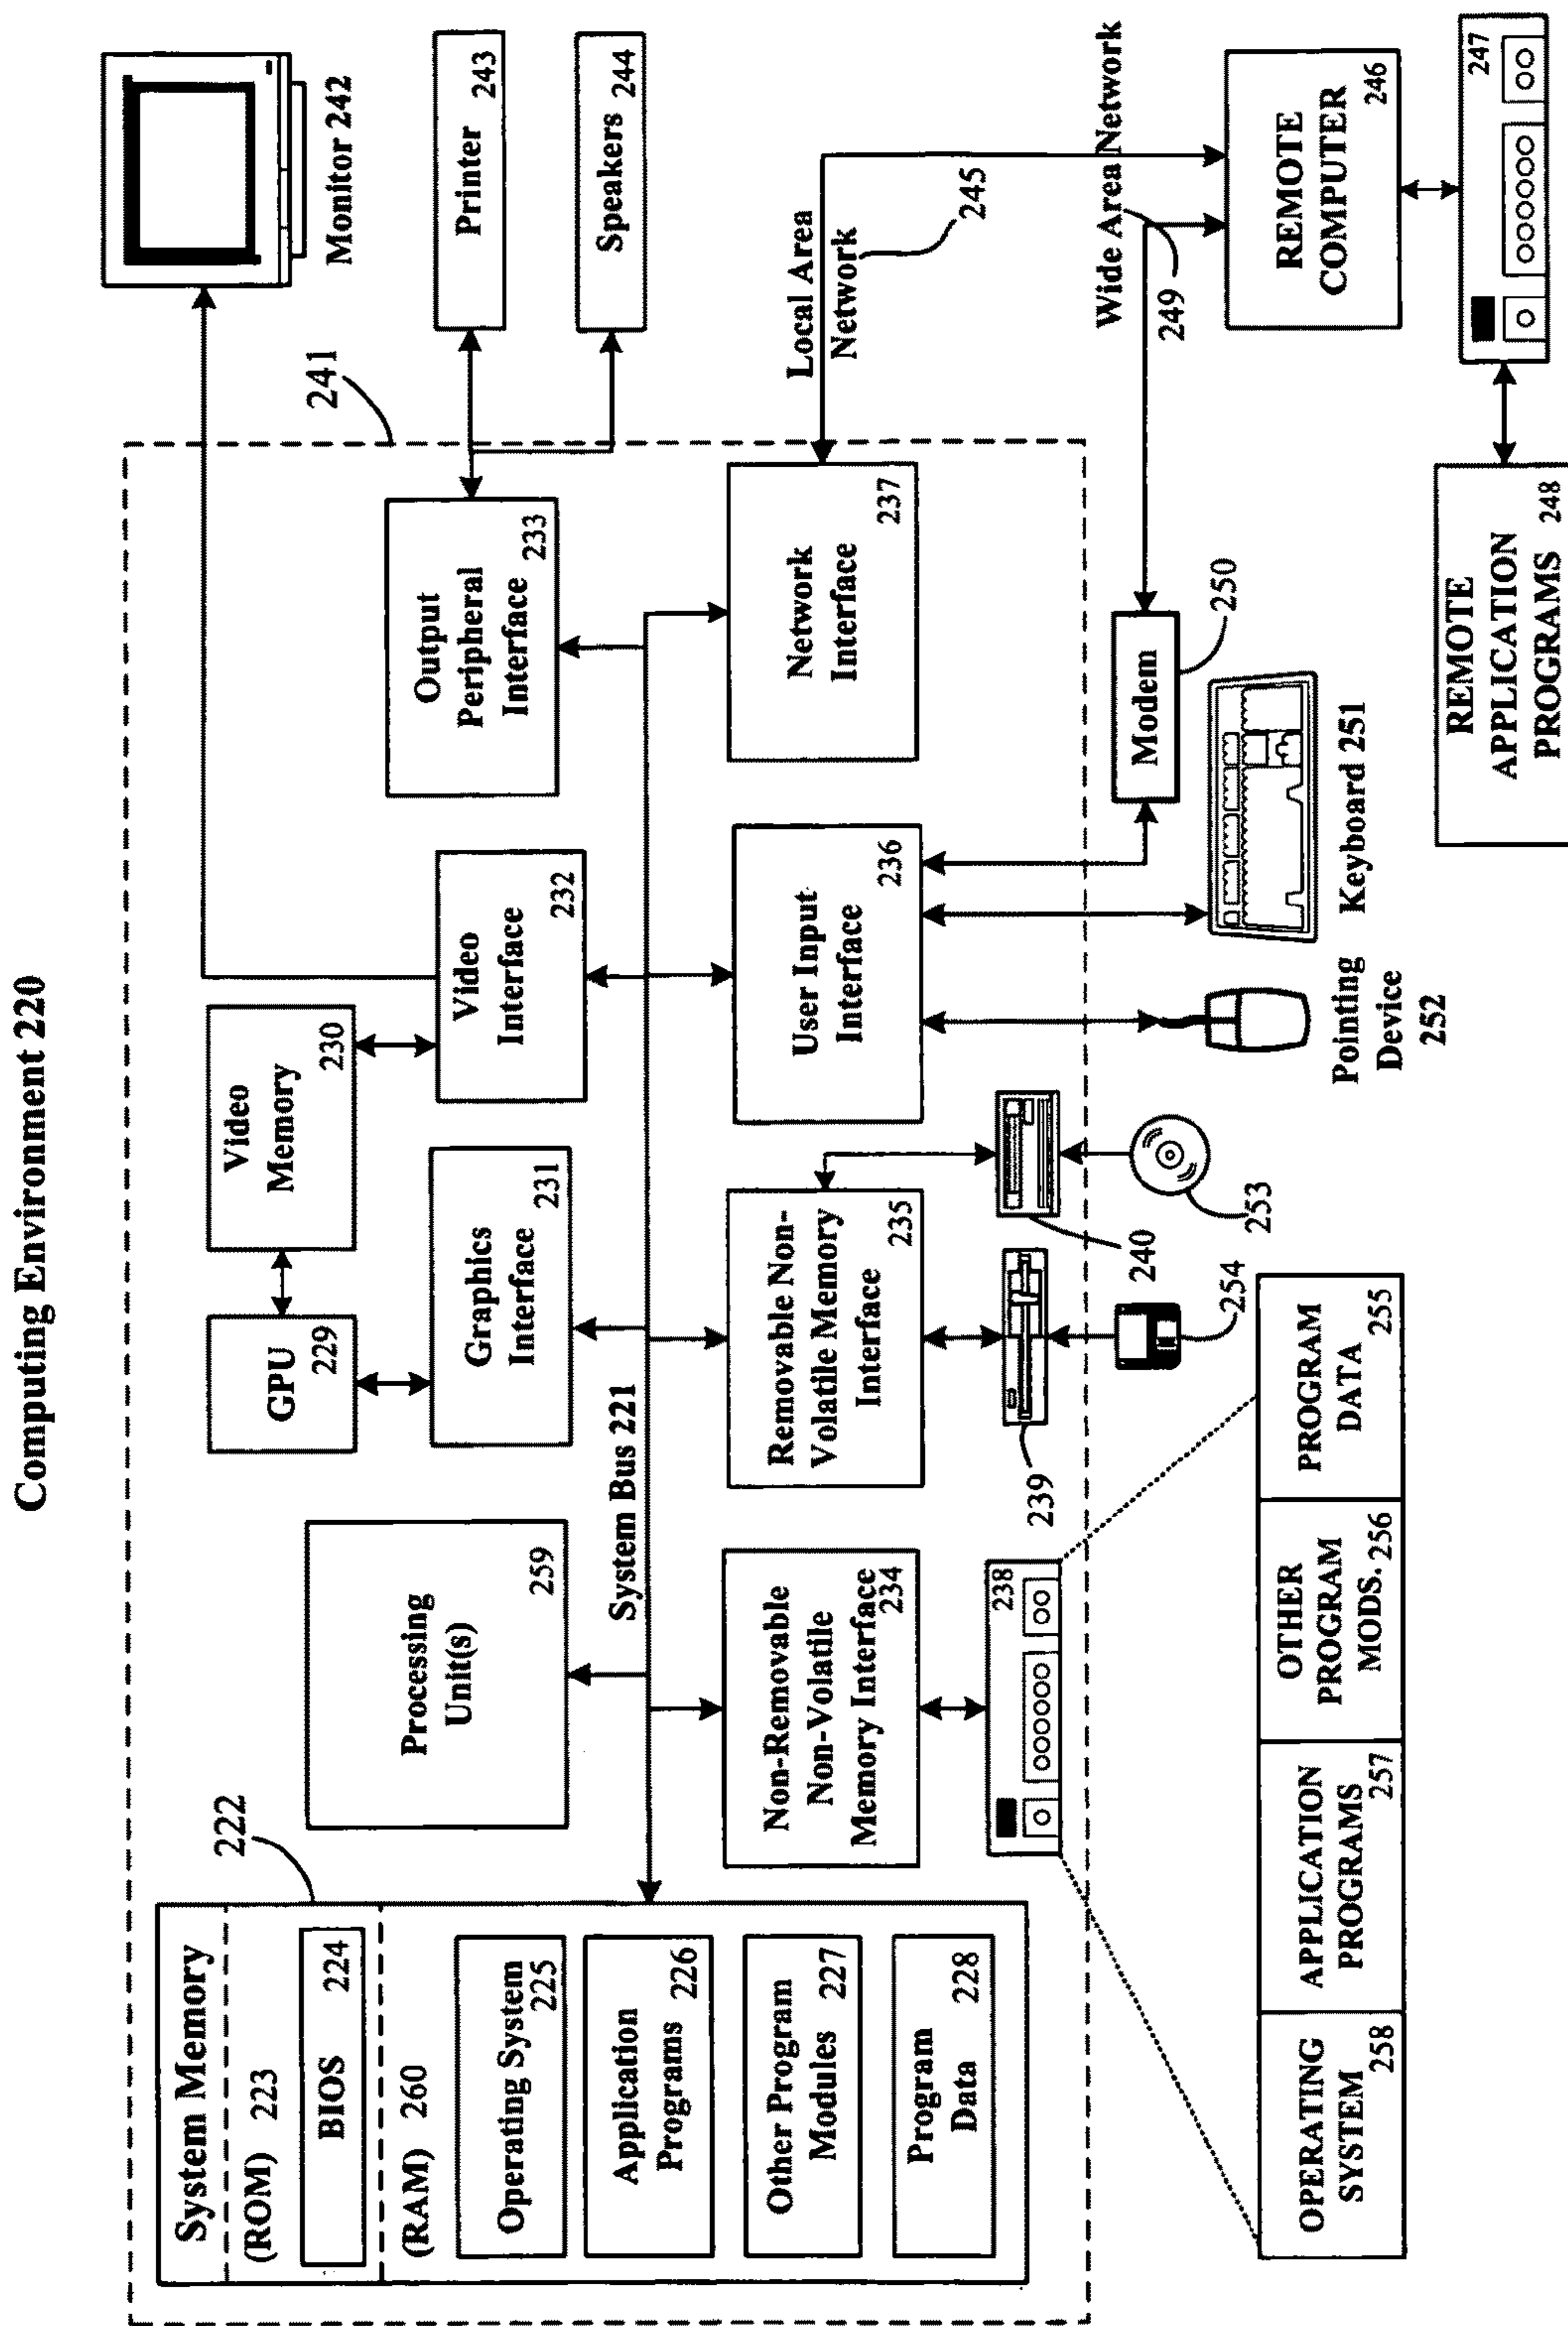 Computing Environment 220
System Memory
(ROM) 223
BIOS 224
(RAM) 260
Operating System
225
Application
Programs 226
Other Program
Modules 227
Program
Data 228
222
Processing
Unit(s)
259
System Bus 221
GPU
229
Video
Memory
230
Graphics
Interface
231
Video
Interface
232
Output
Peripheral
Interface
233
241
Monitor 242
Printer 243
Speakers 244
Non-Removable
Non-Volatile
Memory Interface
234
Removable Non-
Volatile Memory
Interface
235
User Input
Interface
236
Network
Interface
237
Local Area
Network
245
238
239
240
253
254
Pointing
Device
252
Keyboard 251
Modem
250
Wide Area Network
249
REMOTE
COMPUTER
246
247
REMOTE
APPLICATION
PROGRAMS
248
OPERATING
SYSTEM
258
APPLICATION
PROGRAMS
257
OTHER
PROGRAM
MODS.
256
PROGRAM
DATA
255